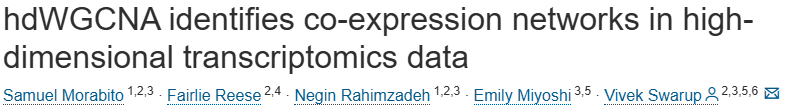 hdWGCNA identifies co-expression networks in high-
dimensional transcriptomics data
Samuel Morabito 1,2,3 · Fairlie Reese 2,4 · Negin Rahimzadeh 1,2,3 · Emily Miyoshi 3,5 · Vivek Swarup 2,3,5,6